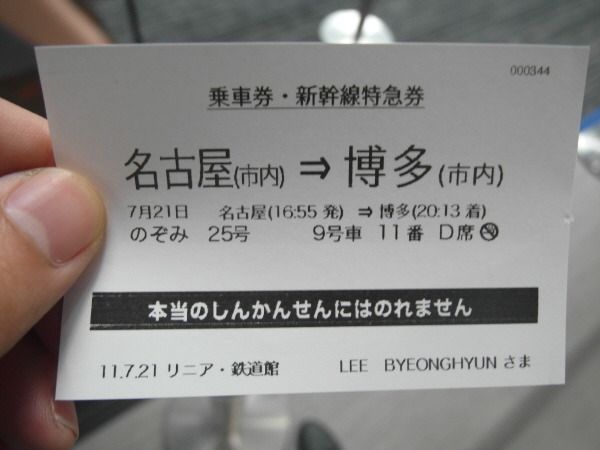 000344
乗車券・新幹線特急券
名古屋(市内) ⇒ 博多(市内)
7月21日 名古屋(16:55 発) ⇒ 博多(20:13 着)
のぞみ 25号 9号車 11番 D席
本当のしんかんせんにはのれません
11.7.21 リニア・鉄道館 LEE BYEONGHYUN さま